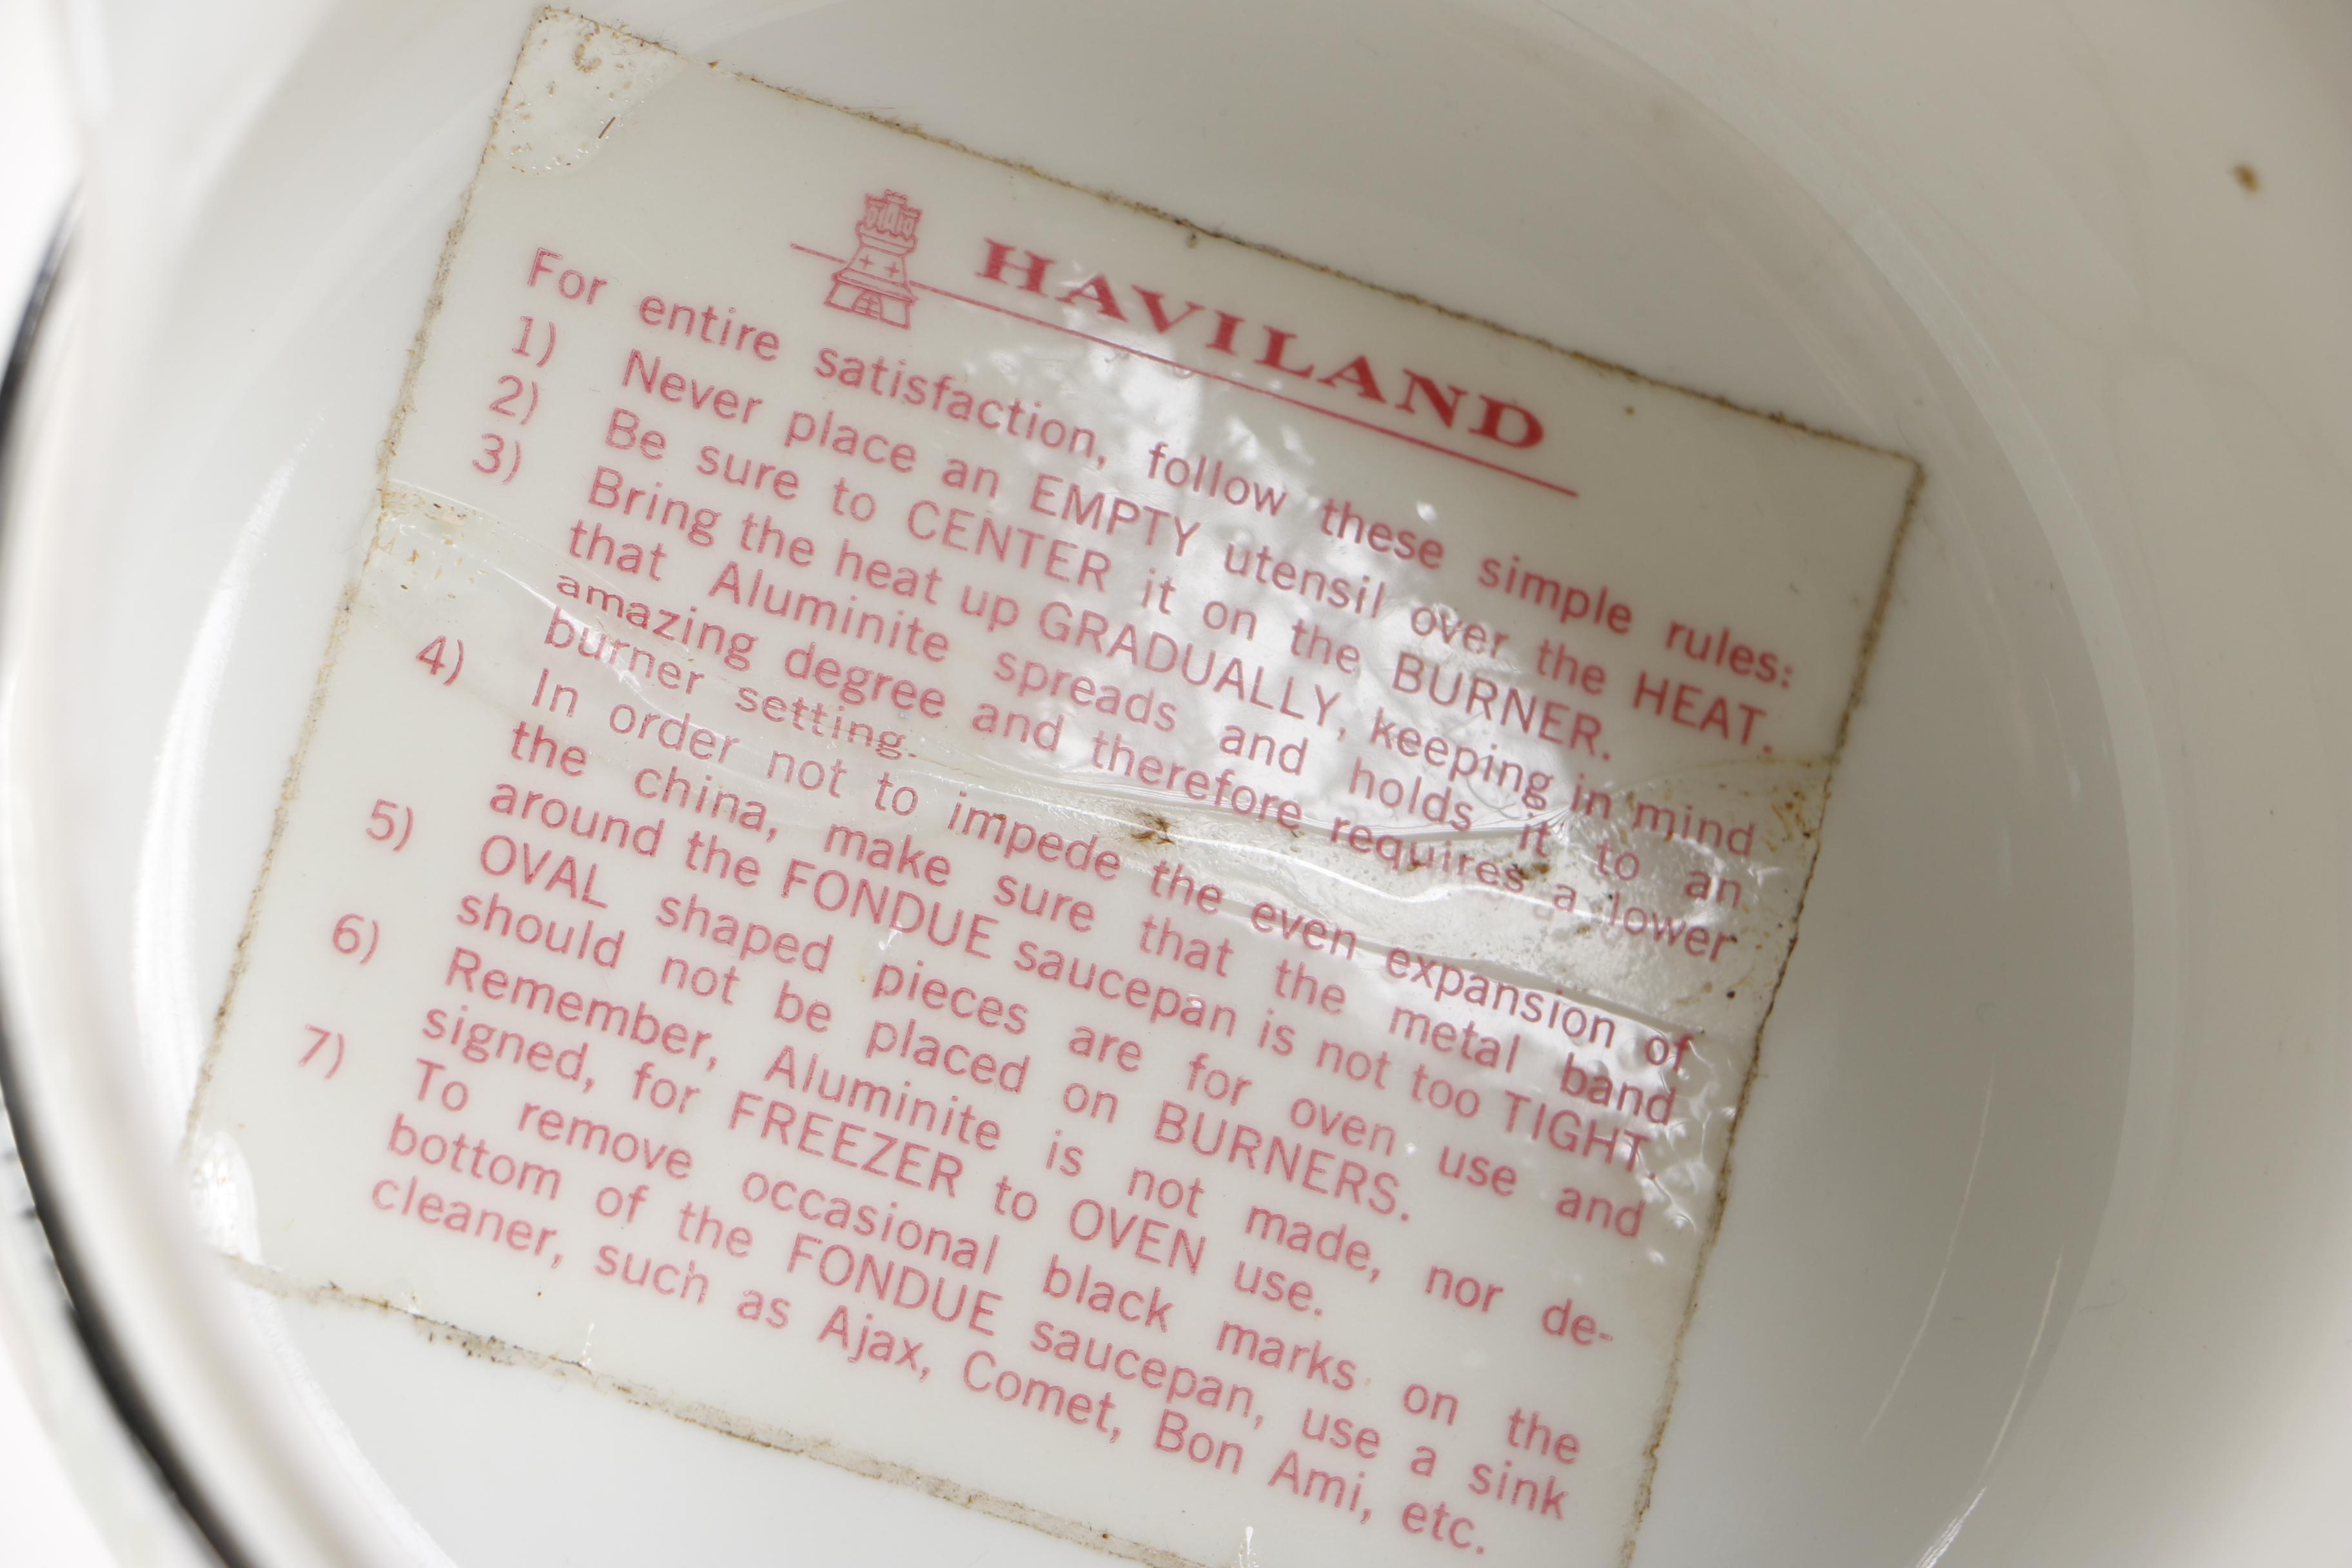 HAVILAND
For entire satisfaction, follow these simple rules:
1) Never place an EMPTY utensil over the HEAT.
2) Be sure to CENTER it on the BURNER.
3) Bring the heat up GRADUALLY, keeping in mind
that Aluminite spreads and holds it to an
amazing degree and therefore requires a lower
burner setting.
4) In order not to impede the even expansion of
the china, make sure that the metal band
around the FONDUE saucepan is not too TIGHT.
5) OVAL shaped pieces are for oven use and
should not be placed on BURNERS.
6) Remember, Aluminite is not made, nor de-
signed, for FREEZER to OVEN use.
7) To remove occasional black marks on the
bottom of the FONDUE saucepan, use a sink
cleaner, such as Ajax, Comet, Bon Ami, etc.